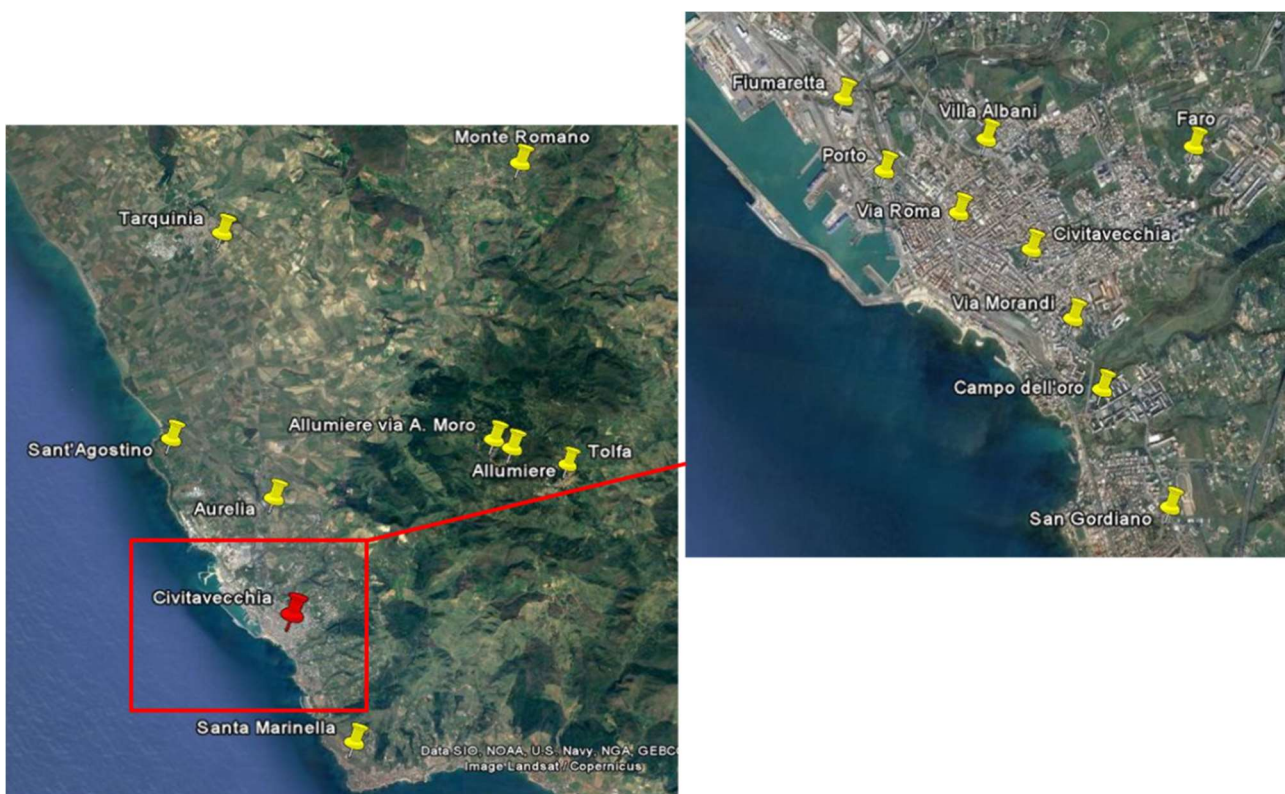 Monte Romano
Tarquinia
Sant'Agostino
Allumiere via A. Moro
Allumiere
Tolfa
Aurelia
Civitavecchia
Santa Marinella
Data SIO, NOAA, U.S. Navy, NGA, GEBCO
Image Landsat / Copernicus
Fiumaretta
Villa Albani
Faro
Porto
Via Roma
Civitavecchia
Via Morandi
Campo dell'oro
San Gordiano